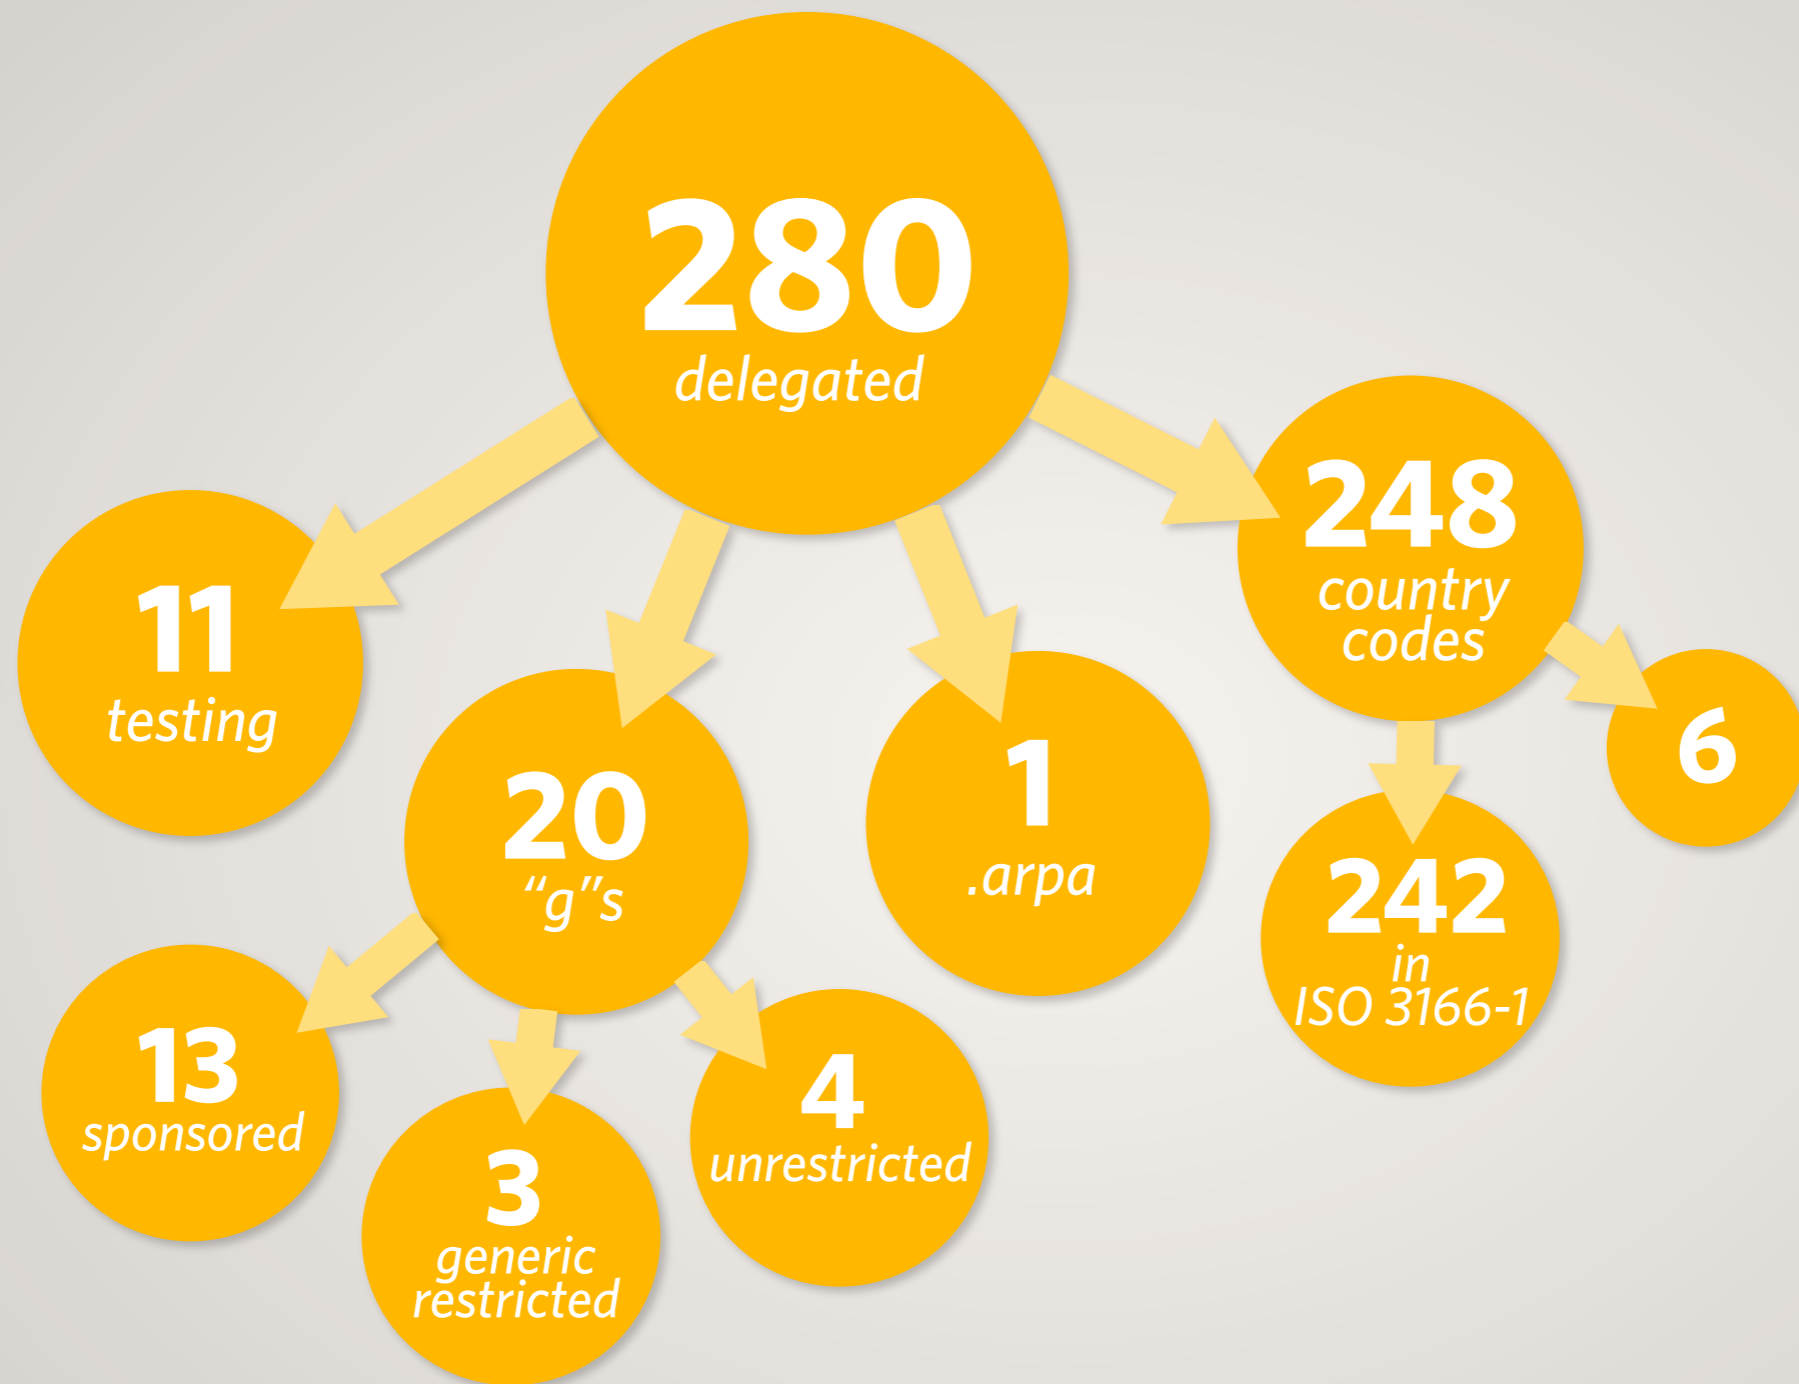 280
delegated
11
testing
20
“g”s
1
.arpa
248
country
codes
6
242
in
ISO 3166-1
13
sponsored
3
generic
restricted
4
unrestricted